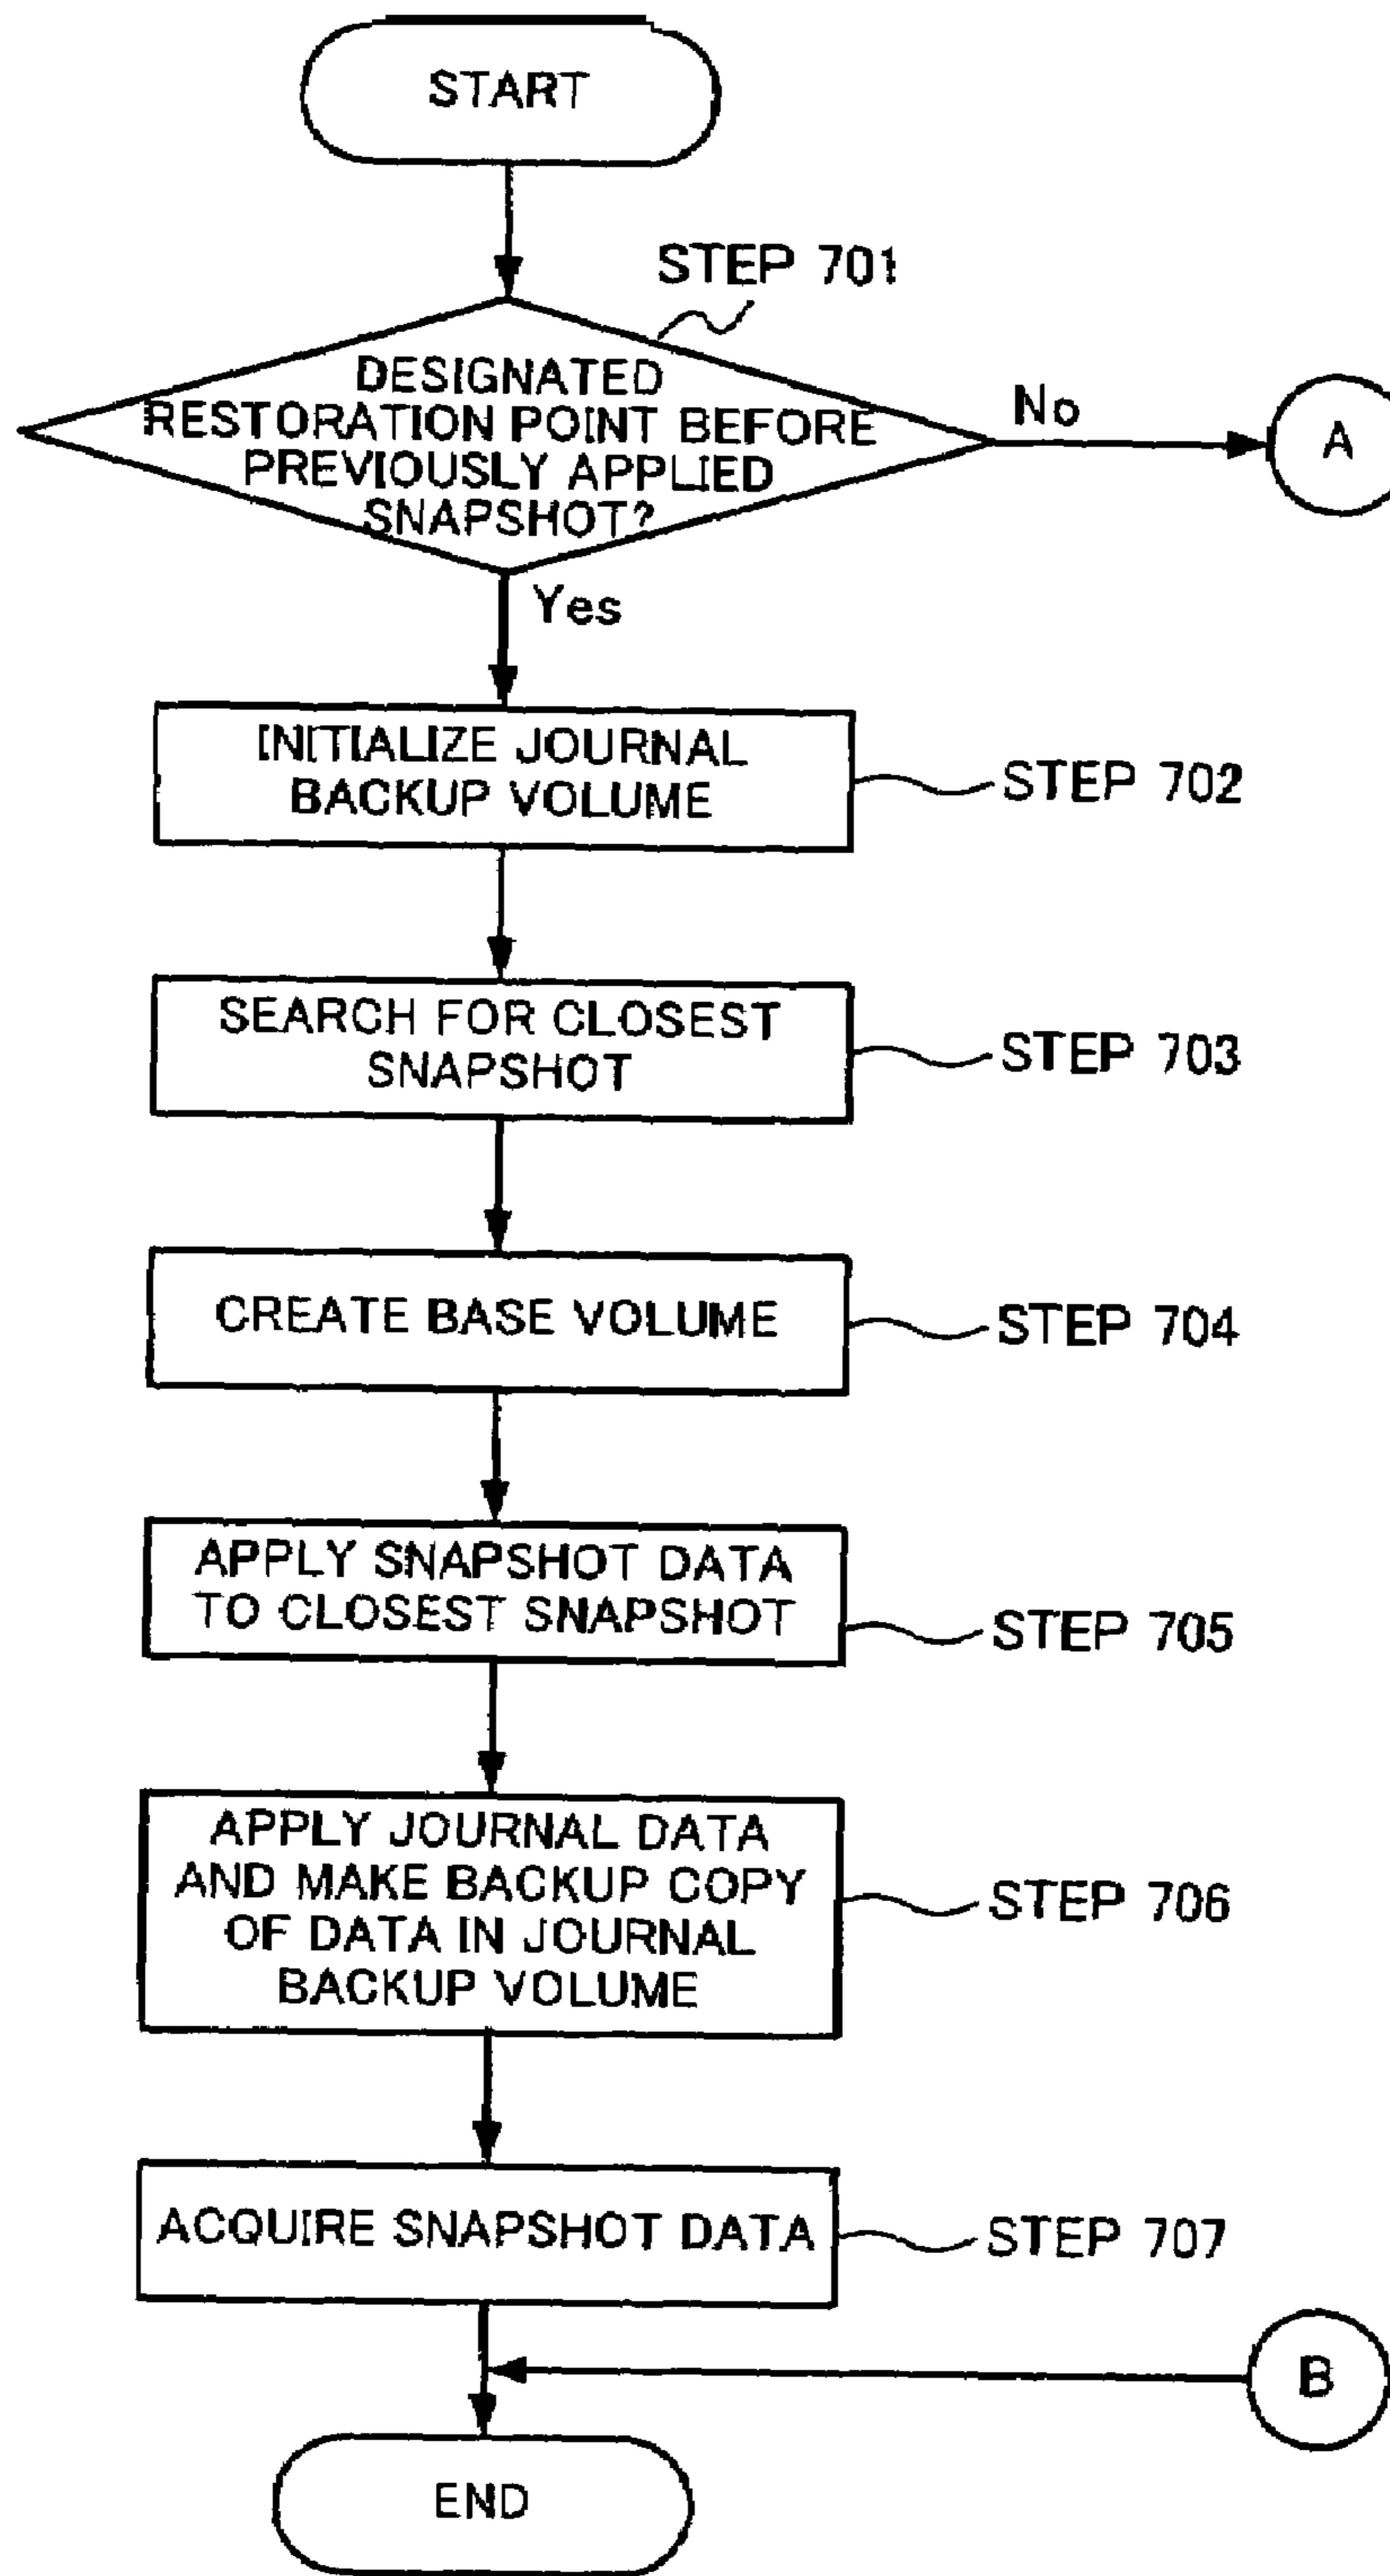 START
STEP 701
DESIGNATED
RESTORATION POINT BEFORE
PREVIOUSLY APPLIED
SNAPSHOT?
No
A
Yes
INITIALIZE JOURNAL
BACKUP VOLUME
STEP 702
SEARCH FOR CLOSEST
SNAPSHOT
STEP 703
CREATE BASE VOLUME
STEP 704
APPLY SNAPSHOT DATA
TO CLOSEST SNAPSHOT
STEP 705
APPLY JOURNAL DATA
AND MAKE BACKUP COPY
OF DATA IN JOURNAL
BACKUP VOLUME
STEP 706
ACQUIRE SNAPSHOT DATA
STEP 707
B
END